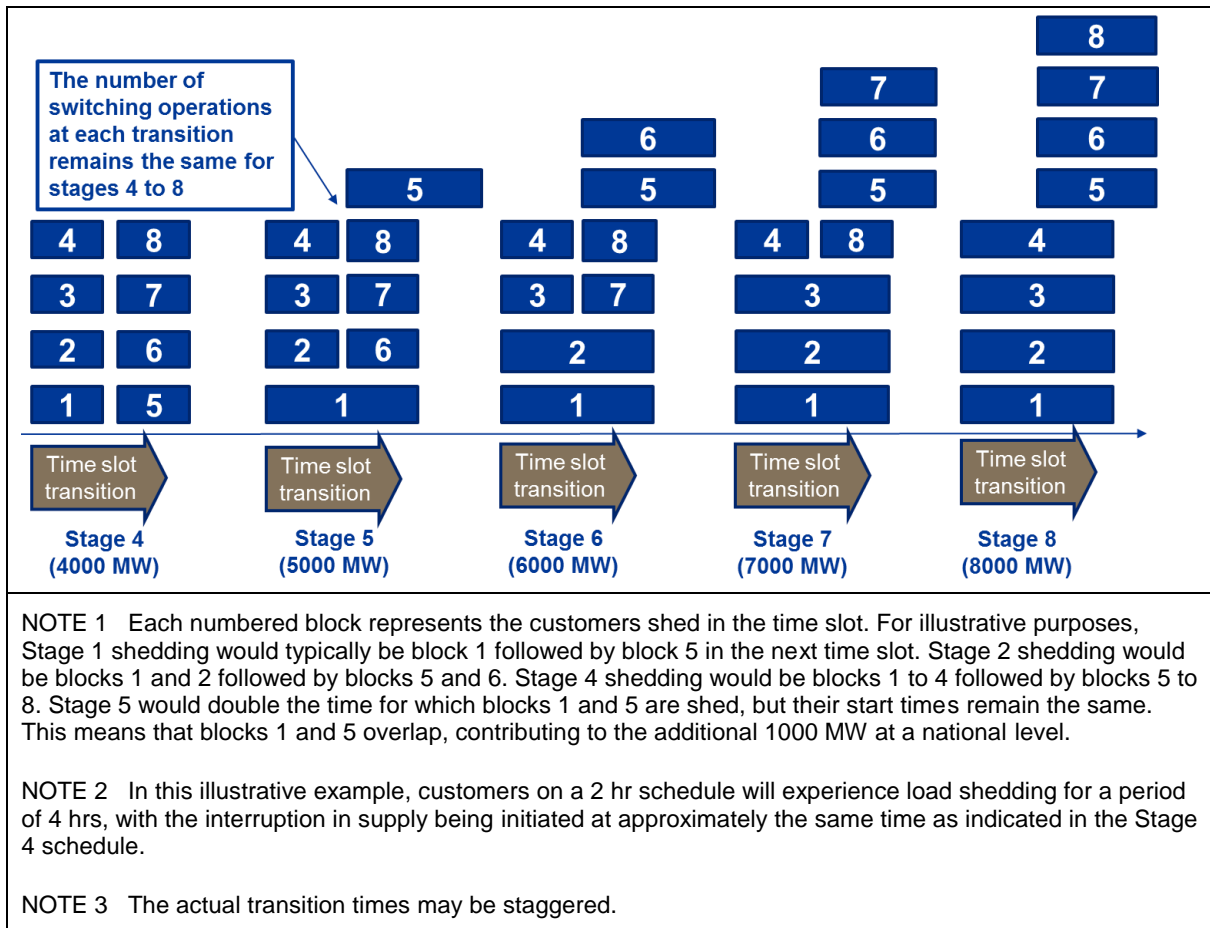 The number of
switching operations
at each transition
remains the same for
stages 4 to 8
8
7 7
6 6 6
5 5 5 5
4 8 4 8 4 8 4 8 4
3 7 3 7 3 7 3 3
2 6 2 6 2 2 2
1 5 1 1 1 1
Time slot Time slot Time slot Time slot Time slot
transition transition transition transition transition
Stage 4 Stage 5 Stage 6 Stage 7 Stage 8
(4000 MW) (5000 MW) (6000 MW) (7000 MW) (8000 MW)
NOTE 1 Each numbered block represents the customers shed in the time slot. For illustrative purposes,
Stage 1 shedding would typically be block 1 followed by block 5 in the next time slot. Stage 2 shedding would
be blocks 1 and 2 followed by blocks 5 and 6. Stage 4 shedding would be blocks 1 to 4 followed by blocks 5 to
8. Stage 5 would double the time for which blocks 1 and 5 are shed, but their start times remain the same.
This means that blocks 1 and 5 overlap, contributing to the additional 1000 MW at a national level.
NOTE 2 In this illustrative example, customers on a 2 hr schedule will experience load shedding for a period
of 4 hrs, with the interruption in supply being initiated at approximately the same time as indicated in the Stage
4 schedule.
NOTE 3 The actual transition times may be staggered.